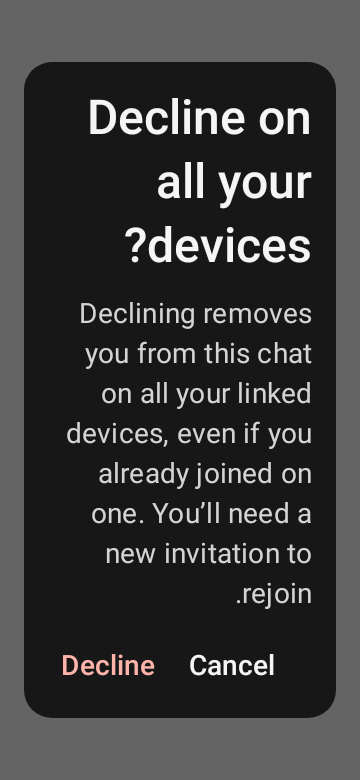 Decline on
all your
devices?
Declining removes
you from this chat
on all your linked
devices, even if you
already joined on
one. You’ll need a
new invitation to
rejoin.
Cancel
Decline